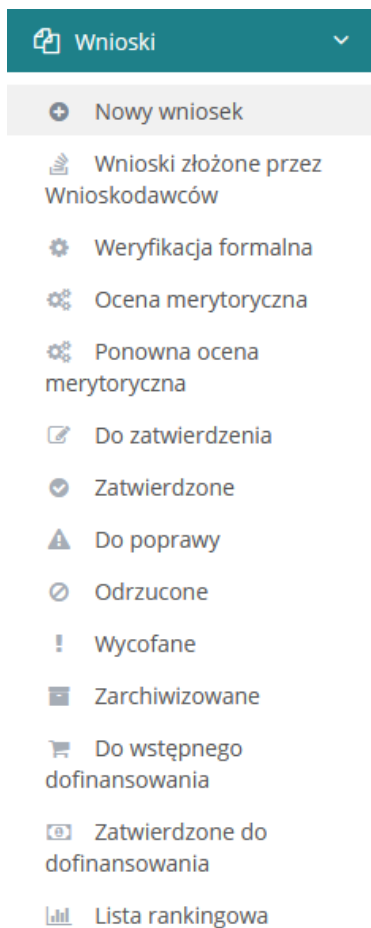 Wnioski
Nowy wniosek
Wnioski złożone przez
Wnioskodawców
Weryfikacja formalna
Ocena merytoryczna
Ponowna ocena
merytoryczna
Do zatwierdzenia
Zatwierdzone
Do poprawy
Odrzucone
Wycofane
Zarchiwizowane
Do wstępnego
dofinansowania
Zatwierdzone do
dofinansowania
Lista rankingowa